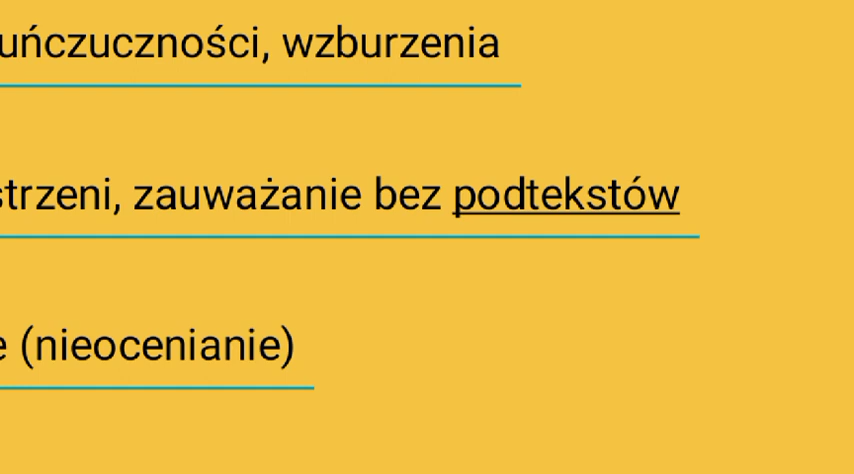 uńczuczności, wzburzenia
strzeni, zauważanie bez podtekstów
e (nieocenianie)